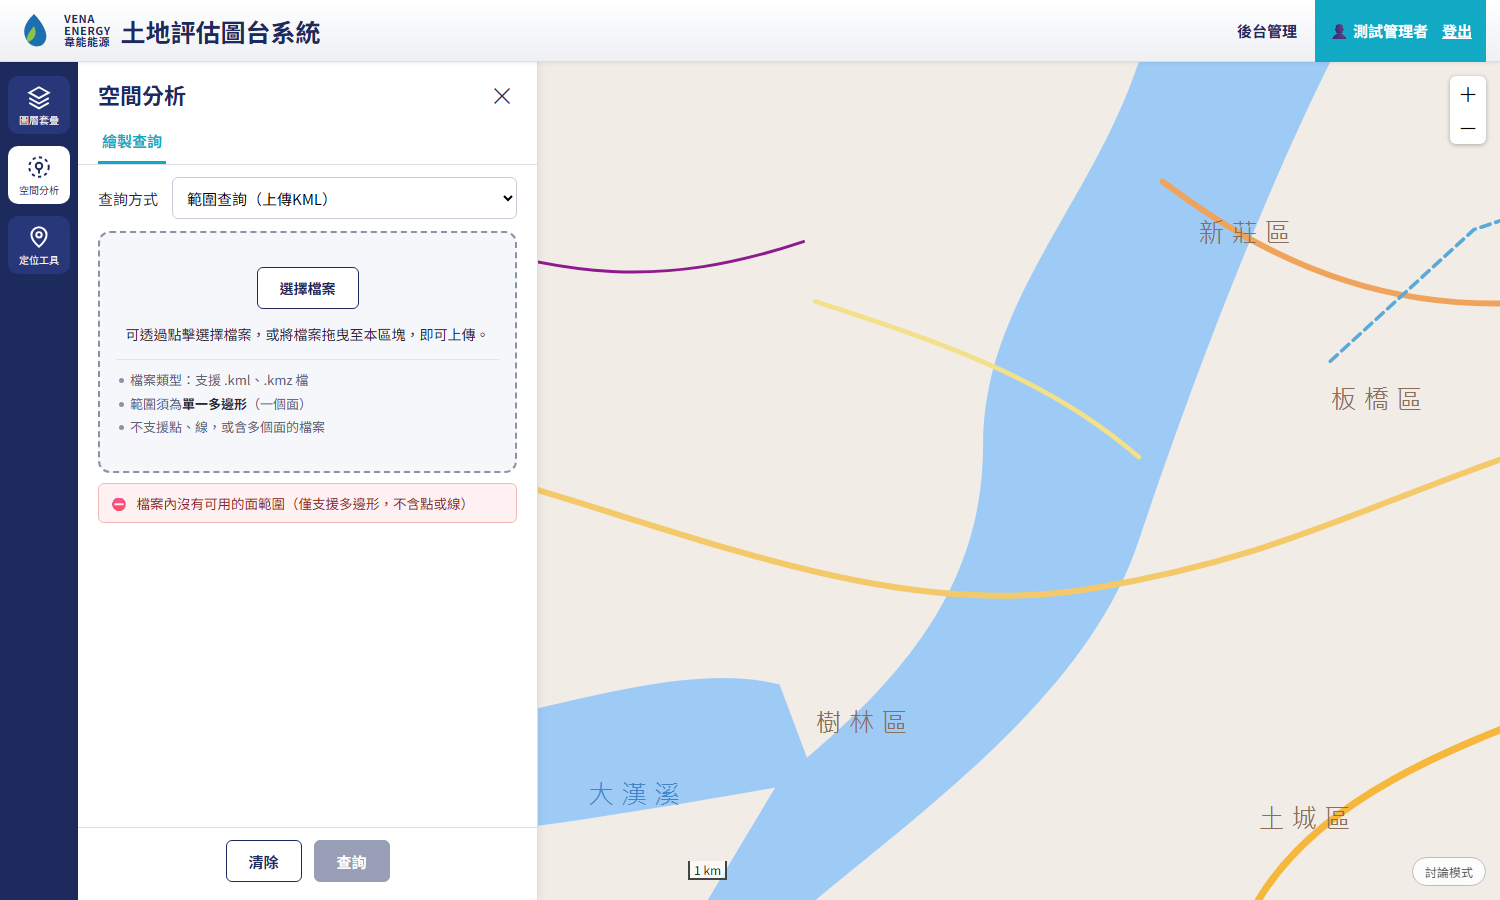 VENA
ENERGY
韋能能源
土地評估圖台系統
後台管理
測試管理者 登出
圖層套疊
空間分析
定位工具
空間分析
繪製查詢
查詢方式
範圍查詢（上傳KML）
選擇檔案
可透過點擊選擇檔案，或將檔案拖曳至本區塊，即可上傳。
檔案類型：支援 .kml、.kmz 檔
範圍須為單一多邊形（一個面）
不支援點、線，或含多個面的檔案
檔案內沒有可用的面範圍（僅支援多邊形，不含點或線）
清除
查詢
新莊區
板橋區
樹林區
大漢溪
土城區
1 km
討論模式